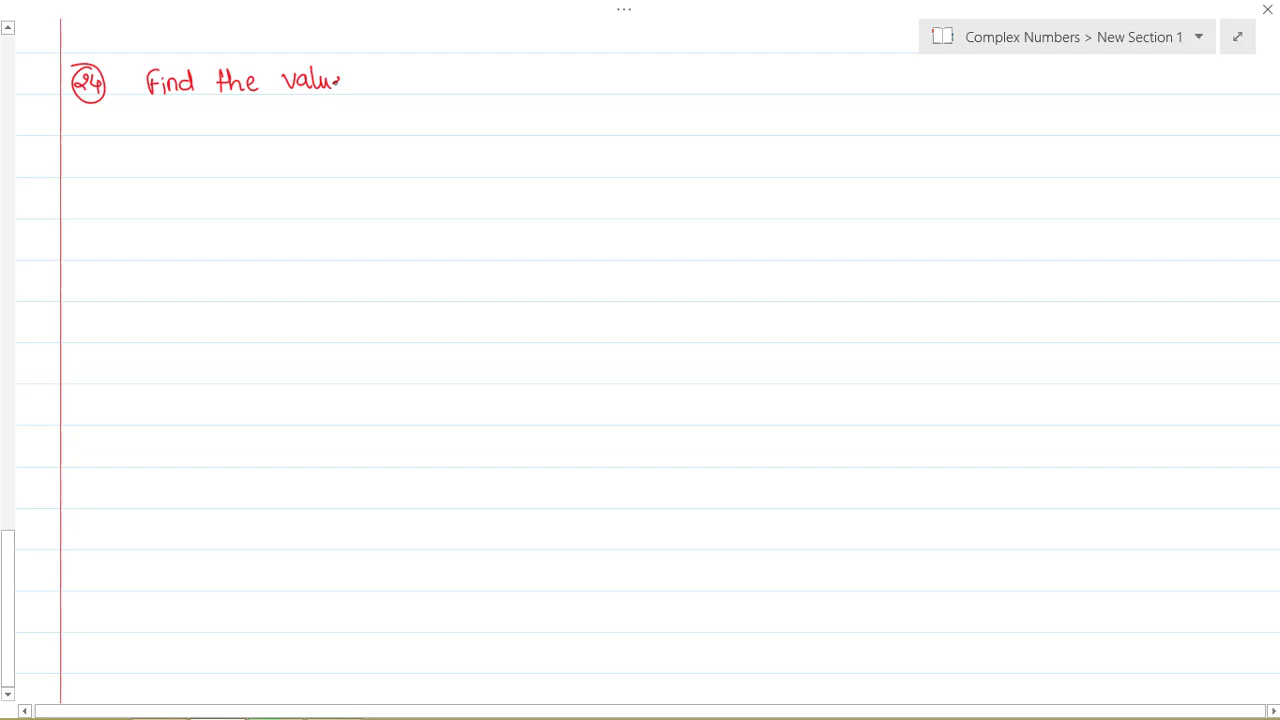 ...
Complex Numbers > New Section 1
24 Find the valu